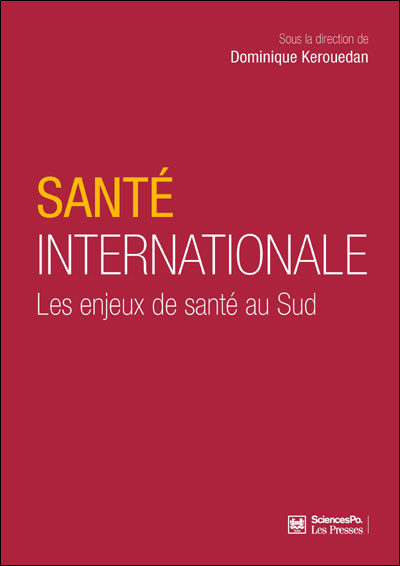 Sous la direction de
Dominique Kerouedan
SANTÉ
INTERNATIONALE
Les enjeux de santé au Sud
SciencesPo.
Les Presses